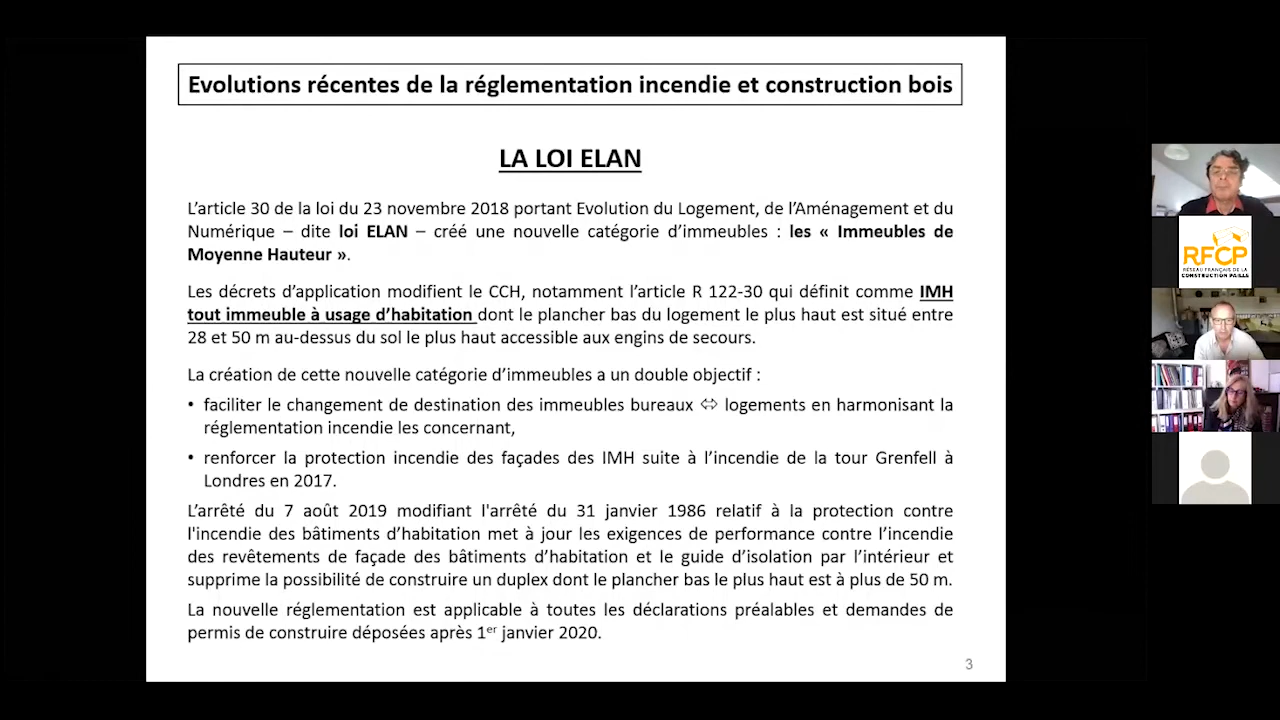 Evolutions récentes de la réglementation incendie et construction bois
LA LOI ELAN
L’article 30 de la loi du 23 novembre 2018 portant Evolution du Logement, de l’Aménagement et du
Numérique – dite loi ELAN – créé une nouvelle catégorie d’immeubles : les « Immeubles de
Moyenne Hauteur ».
Les décrets d’application modifient le CCH, notamment l’article R 122-30 qui définit comme IMH
tout immeuble à usage d’habitation dont le plancher bas du logement le plus haut est situé entre
28 et 50 m au-dessus du sol le plus haut accessible aux engins de secours.
La création de cette nouvelle catégorie d’immeubles a un double objectif :
• faciliter le changement de destination des immeubles bureaux ⇔ logements en harmonisant la
réglementation incendie les concernant,
• renforcer la protection incendie des façades des IMH suite à l’incendie de la tour Grenfell à
Londres en 2017.
L’arrêté du 7 août 2019 modifiant l'arrêté du 31 janvier 1986 relatif à la protection contre
l'incendie des bâtiments d’habitation met à jour les exigences de performance contre l’incendie
des revêtements de façade des bâtiments d’habitation et le guide d’isolation par l’intérieur et
supprime la possibilité de construire un duplex dont le plancher bas le plus haut est à plus de 50 m.
La nouvelle réglementation est applicable à toutes les déclarations préalables et demandes de
permis de construire déposées après 1er janvier 2020.
3
RFCP
RÉSEAU FRANÇAIS DE LA
CONSTRUCTION PAILLE